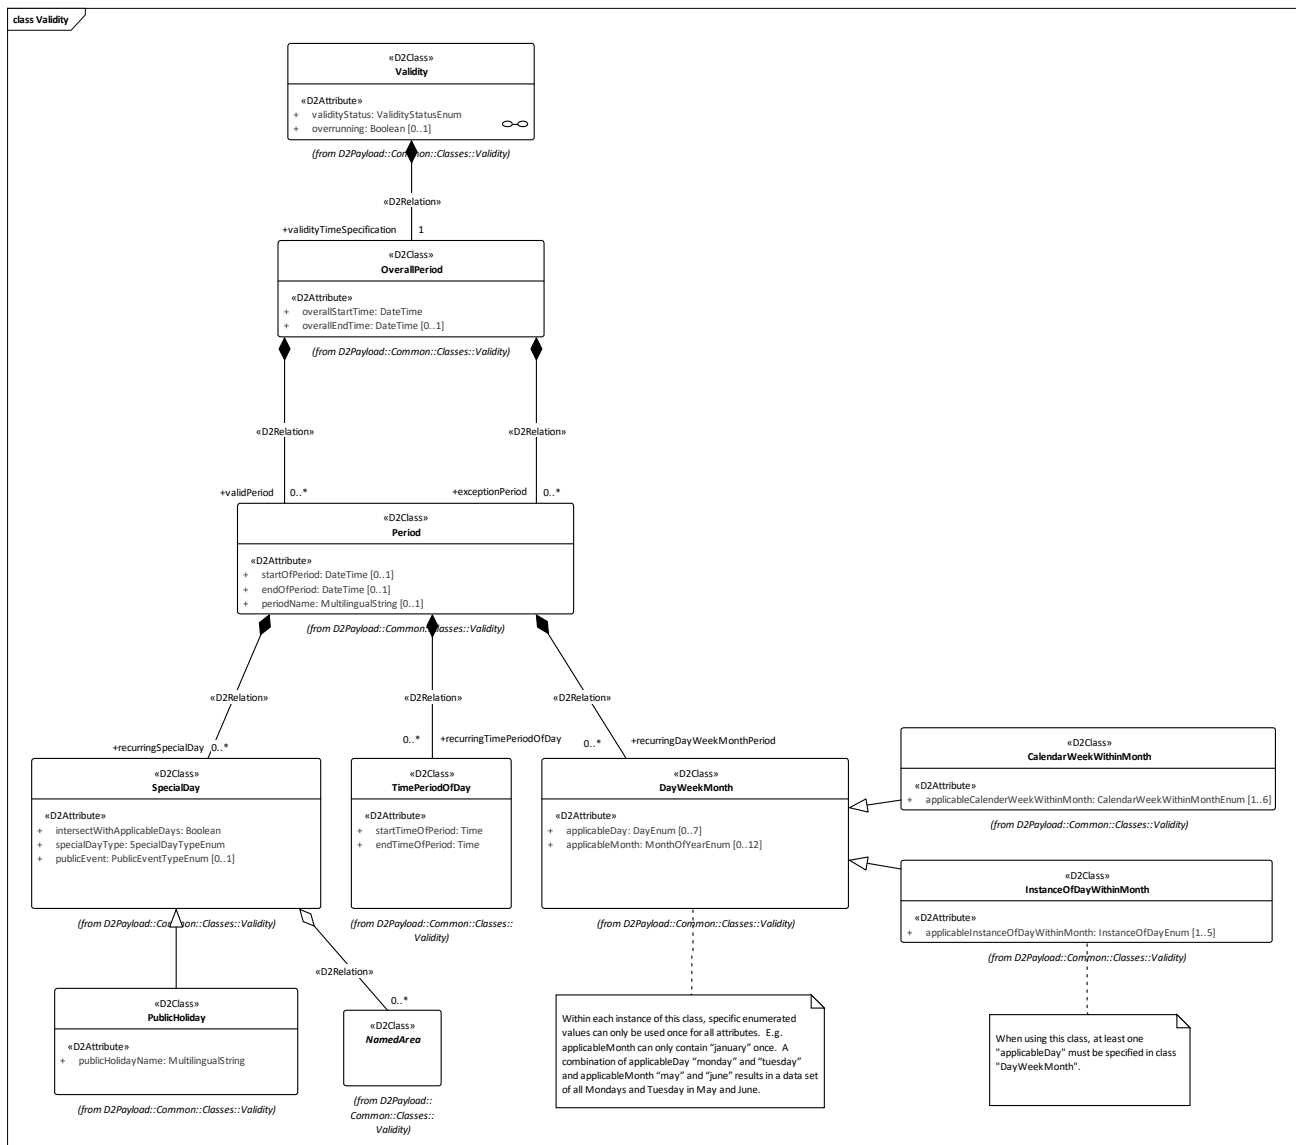 class Validity
«D2Class»
Validity
«D2Attribute»
+ validityStatus: ValidityStatusEnum
+ overrunning: Boolean [0..1]
(from D2Payload::Common::Classes::Validity)
«D2Relation»
+validityTimeSpecification 1
«D2Class»
OverallPeriod
«D2Attribute»
+ overallStartTime: DateTime
+ overallEndTime: DateTime [0..1]
(from D2Payload::Common::Classes::Validity)
«D2Relation» «D2Relation»
+validPeriod 0..* +exceptionPeriod 0..*
«D2Class»
Period
«D2Attribute»
+ startOfPeriod: DateTime [0..1]
+ endOfPeriod: DateTime [0..1]
+ periodName: MultilingualString [0..1]
(from D2Payload::Common::Classes::Validity)
«D2Relation» «D2Relation» «D2Relation»
+recurringSpecialDay 0..* 0..* +recurringTimePeriodOfDay 0..* +recurringDayWeekMonthPeriod
«D2Class»
SpecialDay
«D2Attribute»
+ intersectWithApplicableDays: Boolean
+ specialDayType: SpecialDayTypeEnum
+ publicEvent: PublicEventTypeEnum [0..1]
(from D2Payload::Common::Classes::Validity)
«D2Class»
TimePeriodOfDay
«D2Attribute»
+ startTimeOfPeriod: Time
+ endTimeOfPeriod: Time
(from D2Payload::Common::Classes::
Validity)
«D2Class»
DayWeekMonth
«D2Attribute»
+ applicableDay: DayEnum [0..7]
+ applicableMonth: MonthOfYearEnum [0..12]
(from D2Payload::Common::Classes::Validity)
«D2Class»
CalendarWeekWithinMonth
«D2Attribute»
+ applicableCalenderWeekWithinMonth: CalendarWeekWithinMonthEnum [1..6]
(from D2Payload::Common::Classes::Validity)
«D2Class»
InstanceOfDayWithinMonth
«D2Attribute»
+ applicableInstanceOfDayWithinMonth: InstanceOfDayEnum [1..5]
(from D2Payload::Common::Classes::Validity)
«D2Relation»
0..*
«D2Class»
PublicHoliday
«D2Attribute»
+ publicHolidayName: MultilingualString
(from D2Payload::Common::Classes::Validity)
«D2Class»
NamedArea
(from D2Payload::
Common::Classes::
Validity)
Within each instance of this class, specific enumerated
values can only be used once for all attributes. E.g.
applicableMonth can only contain “january” once. A
combination of applicableDay “monday” and “tuesday”
and applicableMonth “may” and “june” results in a data set
of all Mondays and Tuesday in May and June.
When using this class, at least one
"applicableDay" must be specified in class
"DayWeekMonth".